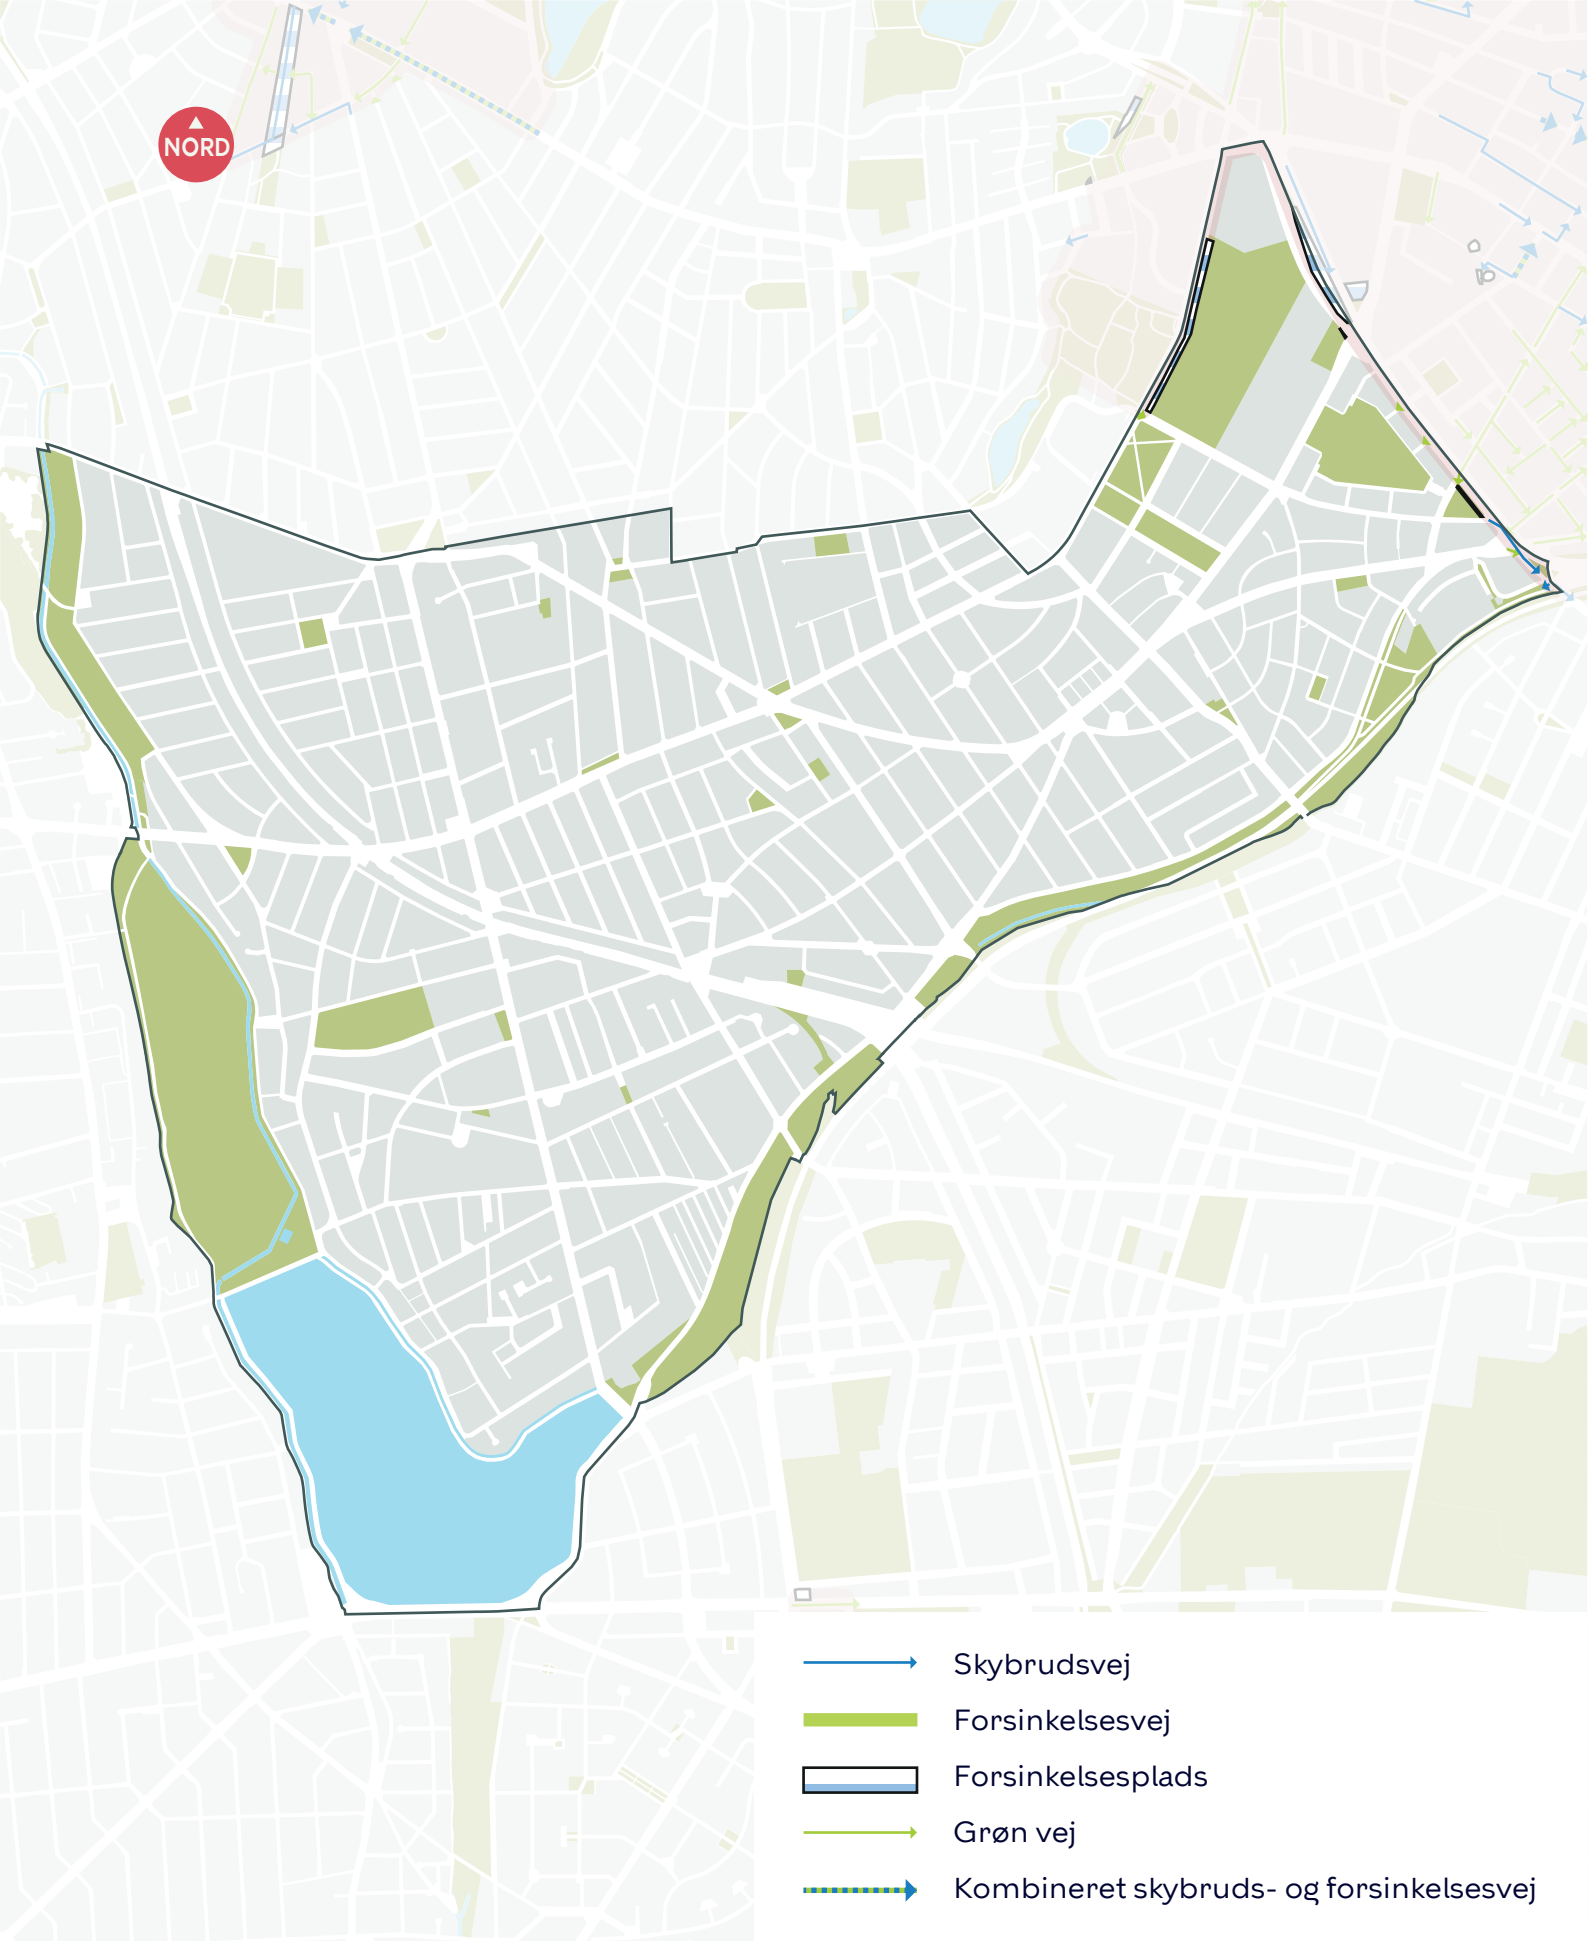 NORD
Skybrudsvej
Forsinkelsesvej
Forsinkelsesplads
Grøn vej
Kombineret skybruds- og forsinkelsesvej